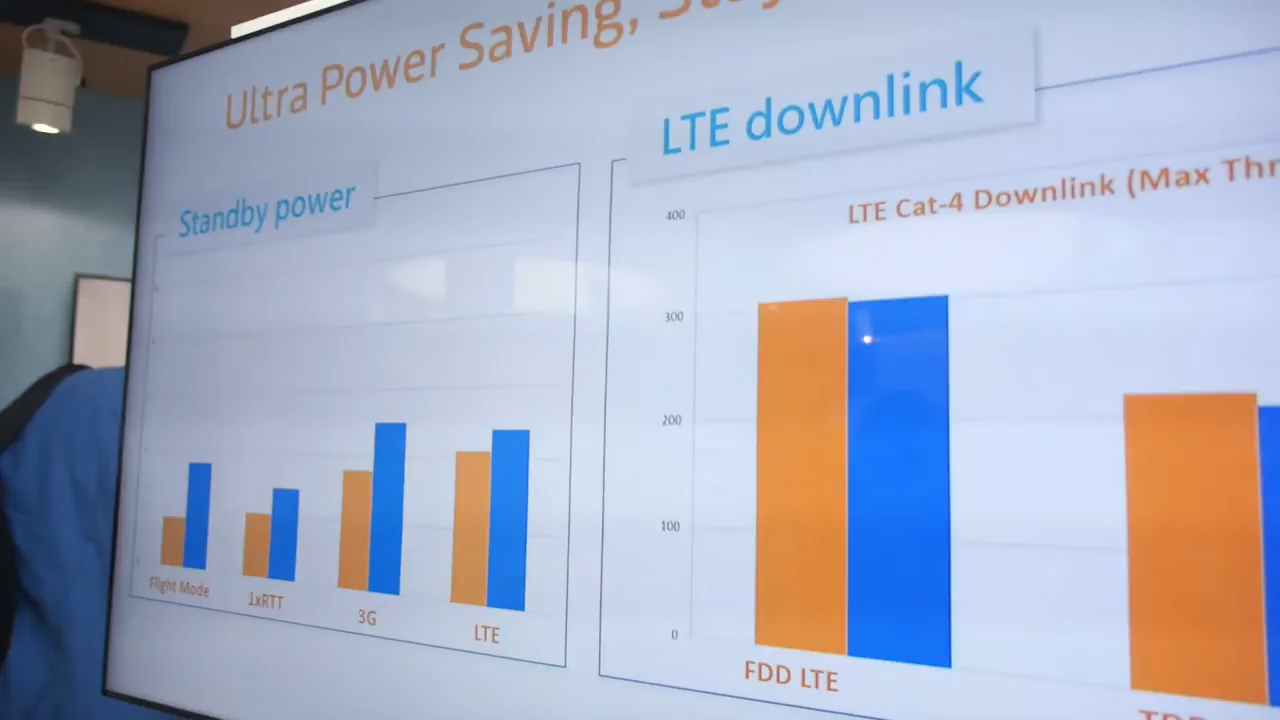 Ultra Power Saving,
LTE downlink
Standby power
LTE Cat-4 Downlink (Max
400
300
200
100
0
Flight Mode
1xRTT
3G
LTE
FDD LTE